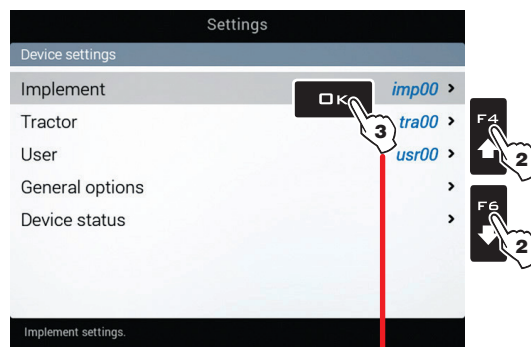 Settings
Device settings
Implement imp00 >
OK
3
Tractor tra00 >
User usr00 >
General options >
Device status >
Implement settings.
F4
2
F6
2